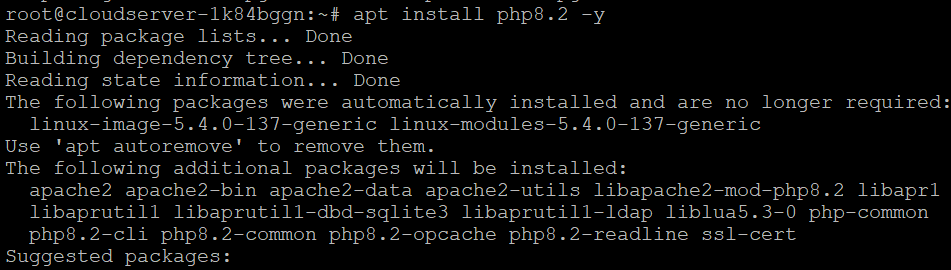 root@cloudserver-1k84bggn:~# apt install php8.2 -y
Reading package lists... Done
Building dependency tree... Done
Reading state information... Done
The following packages were automatically installed and are no longer required:
  linux-image-5.4.0-137-generic linux-modules-5.4.0-137-generic
Use 'apt autoremove' to remove them.
The following additional packages will be installed:
  apache2 apache2-bin apache2-data apache2-utils libapache2-mod-php8.2 libapr1
  libaprutil1 libaprutil1-dbd-sqlite3 libaprutil1-ldap liblua5.3-0 php-common
  php8.2-cli php8.2-common php8.2-opcache php8.2-readline ssl-cert
Suggested packages: